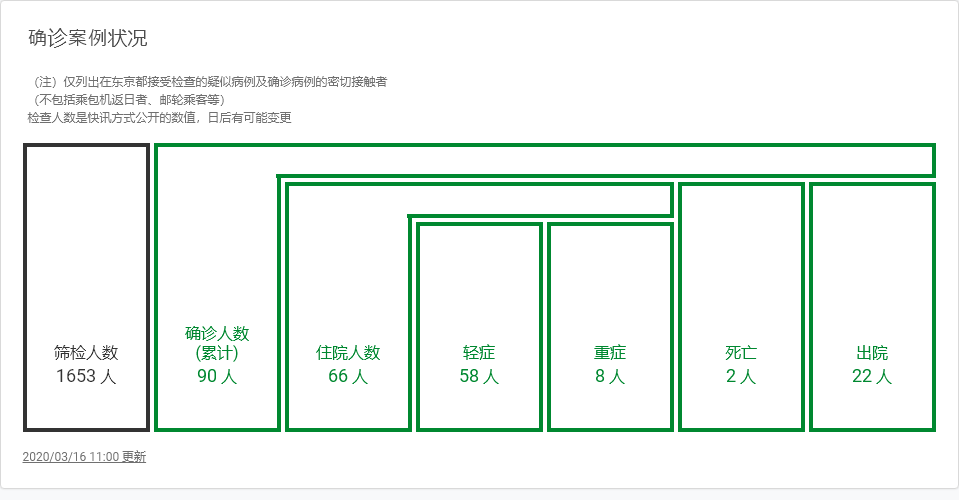 确诊案例状况
（注）仅列出在东京都接受检查的疑似病例及确诊病例的密切接触者
（不包括乘包机返日者、邮轮乘客等）
检查人数是快讯方式公开的数值，日后有可能变更
筛检人数
1653 人
确诊人数
(累计)
90 人
住院人数
66 人
轻症
58 人
重症
8 人
死亡
2 人
出院
22 人
2020/03/16 11:00 更新